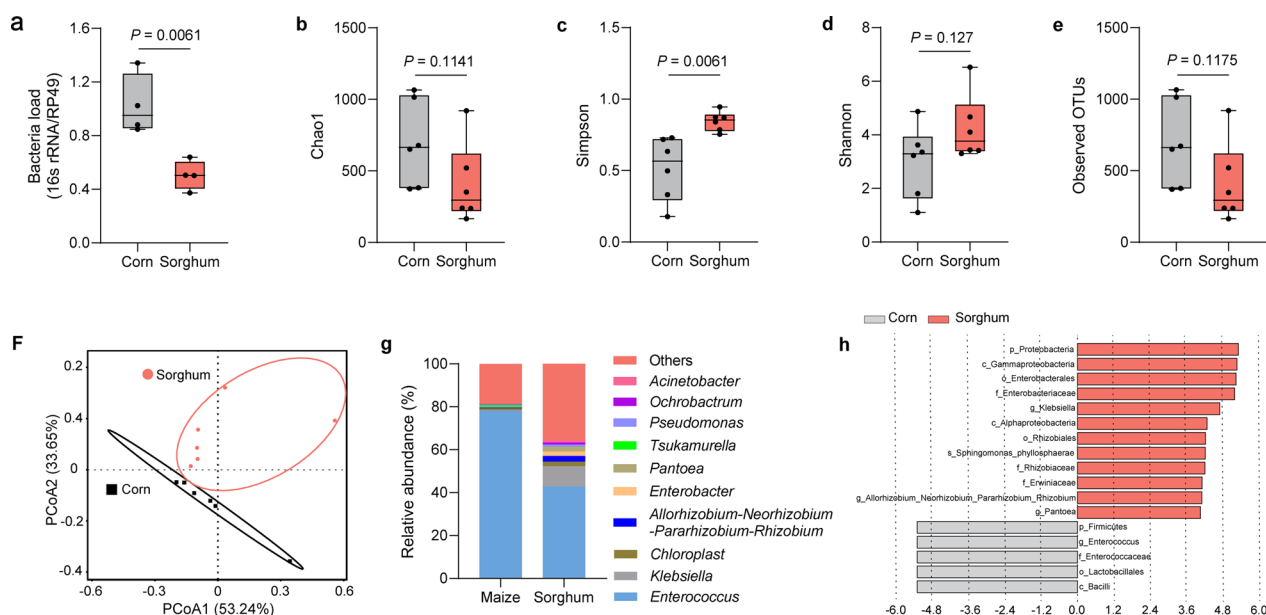 a
Bacteria load
(16s rRNA/RP49)
1.6
1.2
0.8
0.4
0.0
P = 0.0061
Corn Sorghum
b
Chao1
1500
1000
500
0
P = 0.1141
Corn Sorghum
c
Simpson
1.5
1.0
0.5
0.0
P = 0.0061
Corn Sorghum
d
Shannon
8
6
4
2
0
P = 0.127
Corn Sorghum
e
Observed OTUs
1500
1000
500
0
P = 0.1175
Corn Sorghum
F
PCoA2 (33.65%)
0.2
0.4
0
-0.2
-0.4
Sorghum
Corn
-0.6 -0.3 0 0.3 0.6
PCoA1 (53.24%)
g
Relative abundance (%)
100
80
60
40
20
0
Maize Sorghum
Others
Acinetobacter
Ochrobactrum
Pseudomonas
Tsukamurella
Pantoea
Enterobacter
Allorhizobium-Neorhizobium
-Pararhizobium-Rhizobium
Chloroplast
Klebsiella
Enterococcus
Corn Sorghum
h
p_Proteobacteria
c_Gammaproteobacteria
o_Enterobacterales
f_Enterobacteriaceae
g_Klebsiella
c_Alphaproteobacteria
o_Rhizobiales
s_Sphingomonas_phyllosphaerae
f_Rhizobiaceae
f_Erwiniaceae
g_Allorhizobium_Neorhizobium_Pararhizobium_Rhizobium
g_Pantoea
p_Firmicutes
g_Enterococcus
f_Enterococcaceae
o_Lactobacillales
c_Bacilli
-6.0 -4.8 -3.6 -2.4 -1.2 0.0 1.2 2.4 3.6 4.8 6.0